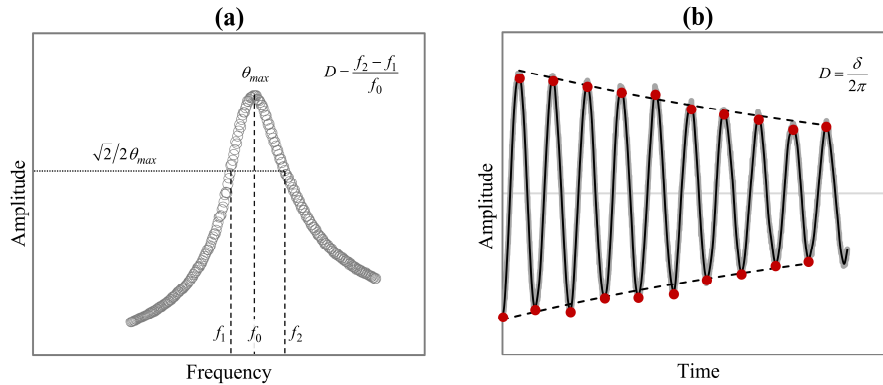 (a)
θmax
D - (f2 - f1)/f0
√2/2 θmax
Amplitude
f1 f0 f2
Frequency
(b)
D = δ/2π
Amplitude
Time